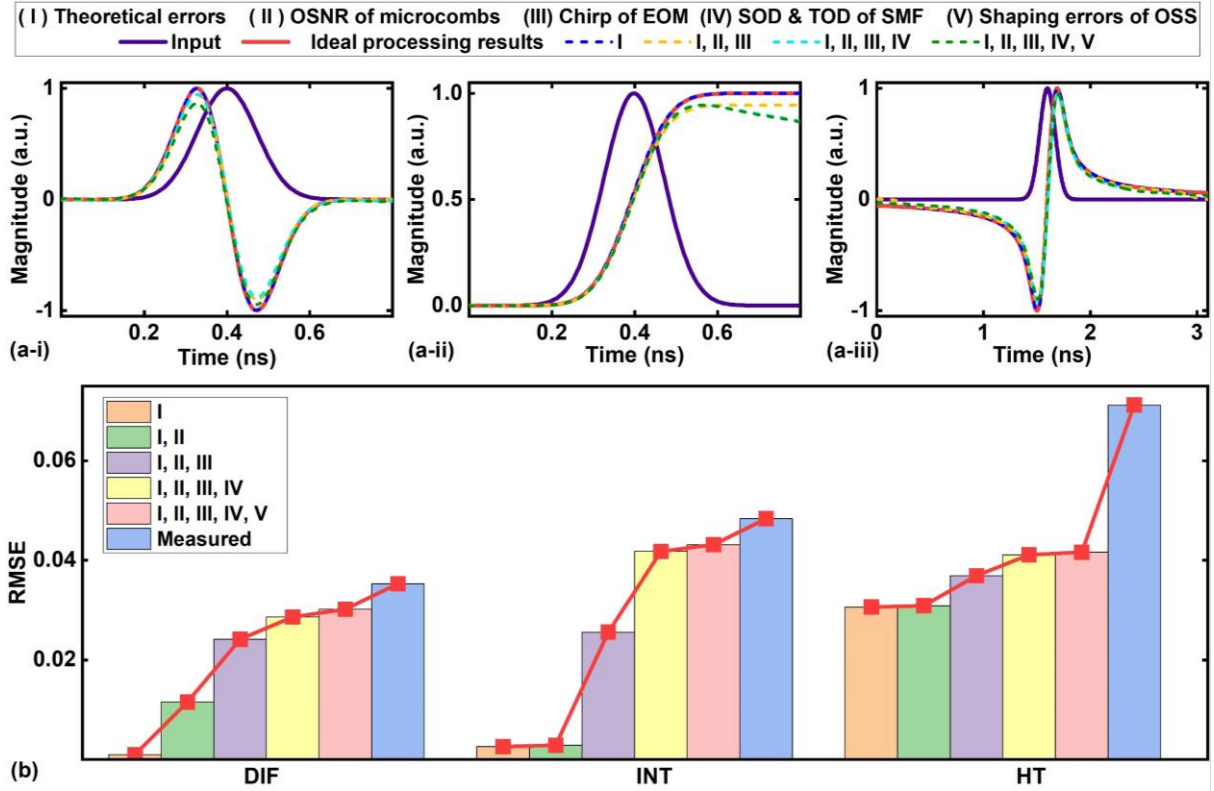 ( I ) Theoretical errors ( II ) OSNR of microcombs (III) Chirp of EOM (IV) SOD & TOD of SMF (V) Shaping errors of OSS
Input Ideal processing results I I, II, III I, II, III, IV I, II, III, IV, V
1
0
-1
Magnitude (a.u.)
0.2 0.4 0.6
Time (ns)
(a-i)
1.0
0.5
0.0
Magnitude (a.u.)
0.2 0.4 0.6
Time (ns)
(a-ii)
1
0
-1
Magnitude (a.u.)
0 1 2 3
Time (ns)
(a-iii)
I
I, II
I, II, III
I, II, III, IV
I, II, III, IV, V
Measured
0.06
0.04
0.02
RMSE
DIF INT HT
(b)